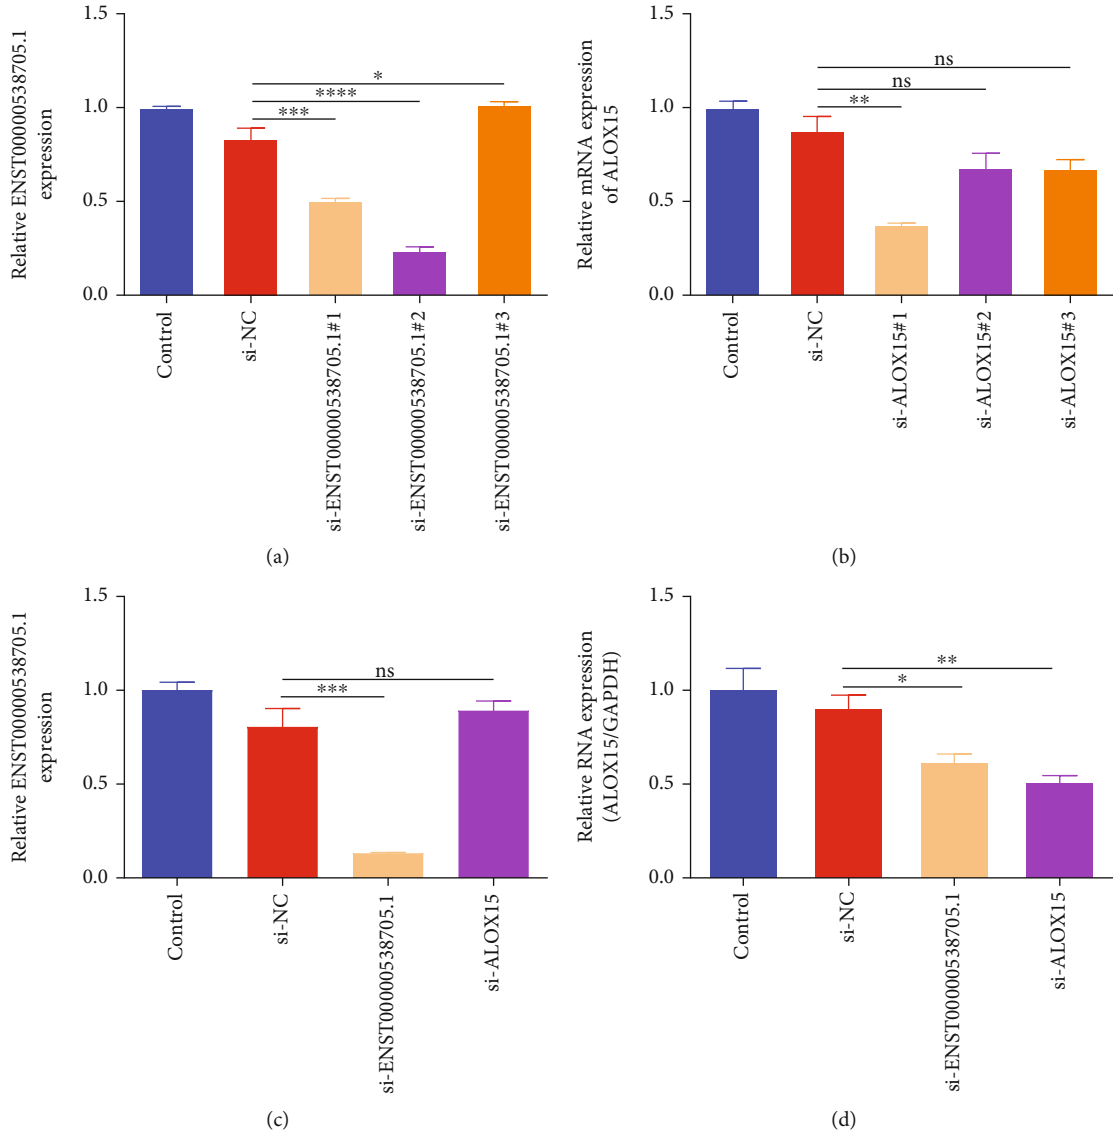 Relative ENST00000538705.1
expression
1.5
1.0
0.5
0.0
*
****
***
Control
si-NC
si-ENST00000538705.1#1
si-ENST00000538705.1#2
si-ENST00000538705.1#3
(a)
Relative mRNA expression
of ALOX15
1.5
1.0
0.5
0.0
ns
ns
**
Control
si-NC
si-ALOX15#1
si-ALOX15#2
si-ALOX15#3
(b)
Relative ENST00000538705.1
expression
1.5
1.0
0.5
0.0
ns
***
Control
si-NC
si-ENST00000538705.1
si-ALOX15
(c)
Relative RNA expression
(ALOX15/GAPDH)
1.5
1.0
0.5
0.0
**
*
Control
si-NC
si-ENST00000538705.1
si-ALOX15
(d)